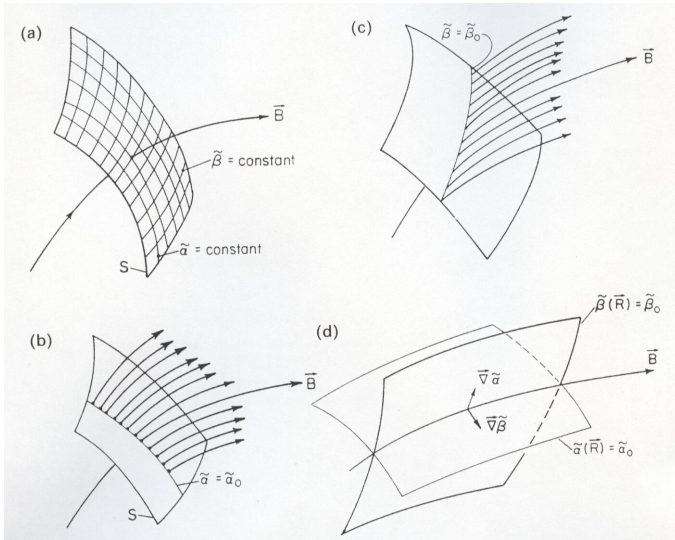 (a)
B⃗
β̃ = constant
α̃ = constant
S
(b)
B⃗
α̃ = α̃₀
S
(c)
β̃ = β̃₀
B⃗
(d)
β̃(R⃗) = β̃₀
B⃗
∇⃗α̃
∇⃗β̃
α̃(R⃗) = α̃₀